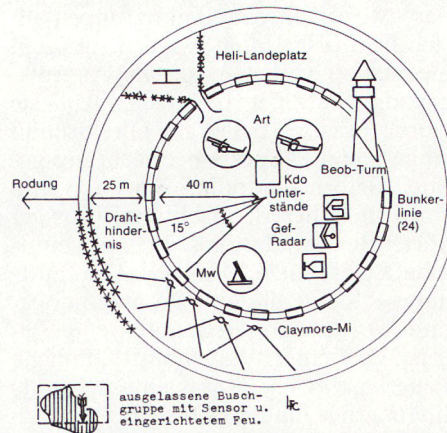 Heli-Landeplatz
Art
Kdo
Beob-Turm
Rodung
25 m
40 m
Unter-
stände
Bunker-
linie
(24)
Draht-
hinder-
nis
15°
Gef-
Radar
Mw
Claymore-Mi
ausgelassene Busch-
gruppe mit Sensor u.
eingerichtetem Feu.